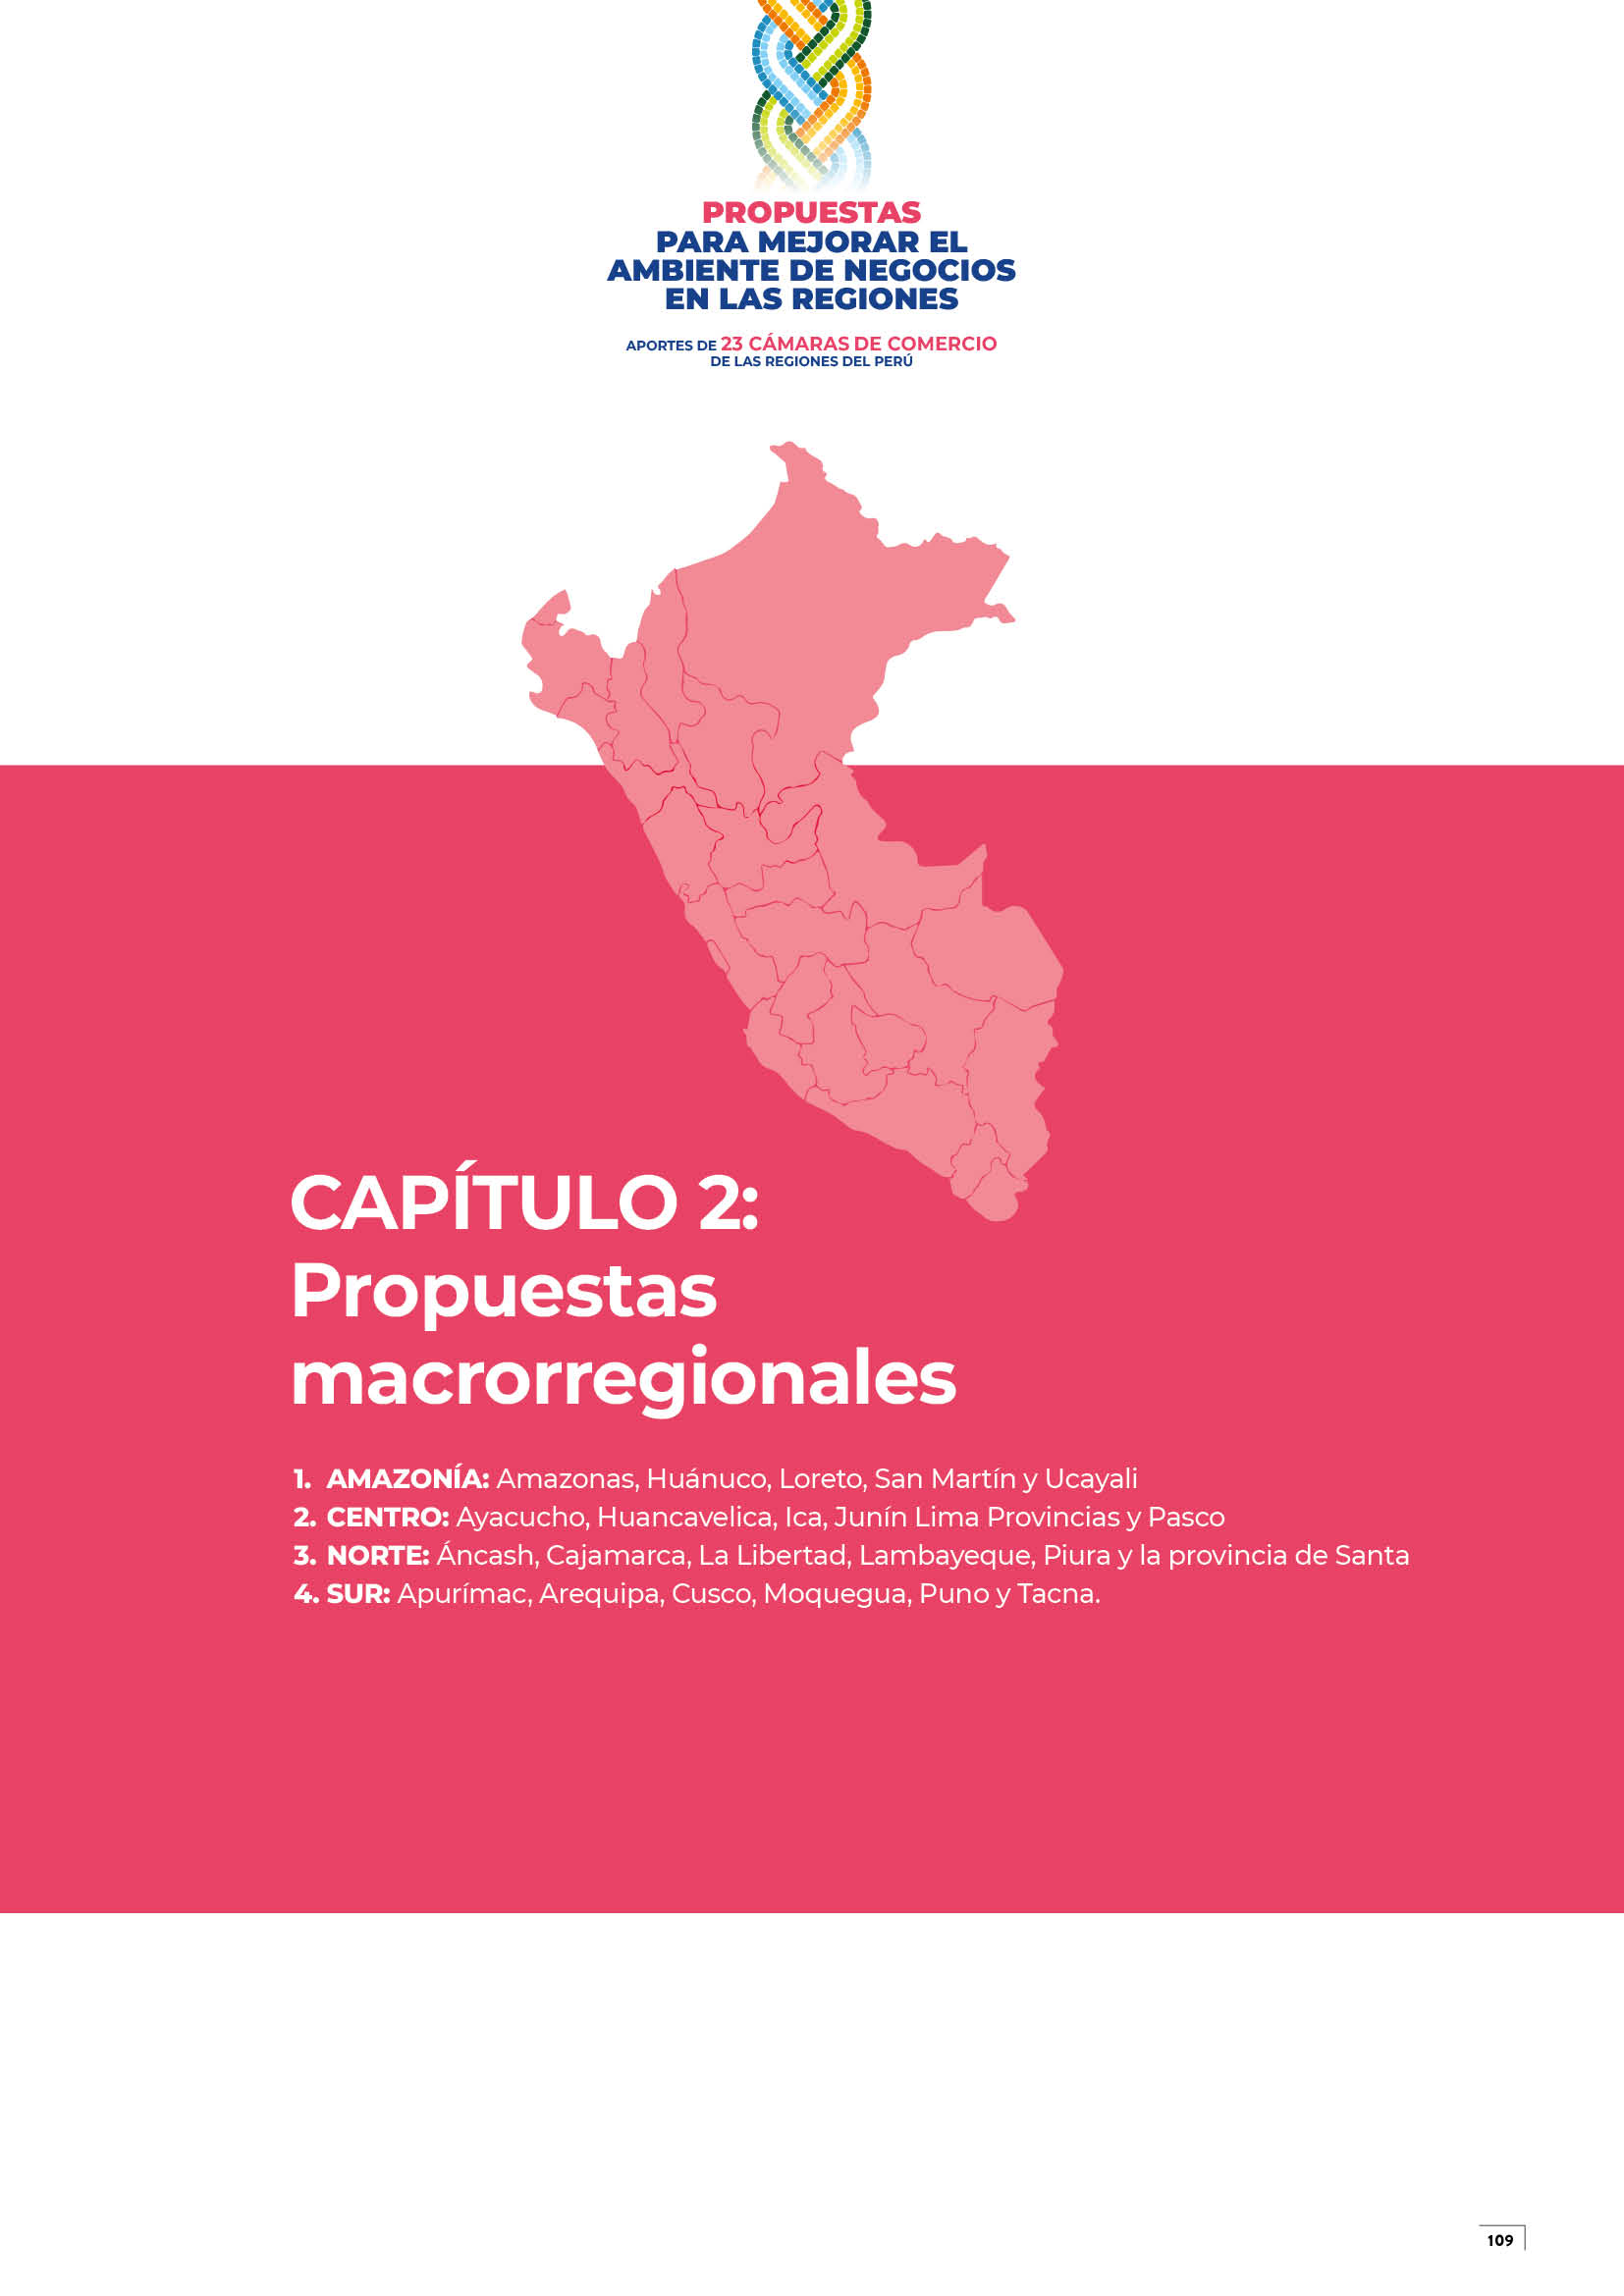 PROPUESTAS
PARA MEJORAR EL
AMBIENTE DE NEGOCIOS
EN LAS REGIONES
APORTES DE 23 CÁMARAS DE COMERCIO
DE LAS REGIONES DEL PERÚ
CAPÍTULO 2:
Propuestas
macrorregionales
1. AMAZONÍA: Amazonas, Huánuco, Loreto, San Martín y Ucayali
2. CENTRO: Ayacucho, Huancavelica, Ica, Junín Lima Provincias y Pasco
3. NORTE: Áncash, Cajamarca, La Libertad, Lambayeque, Piura y la provincia de Santa
4. SUR: Apurímac, Arequipa, Cusco, Moquegua, Puno y Tacna.
109